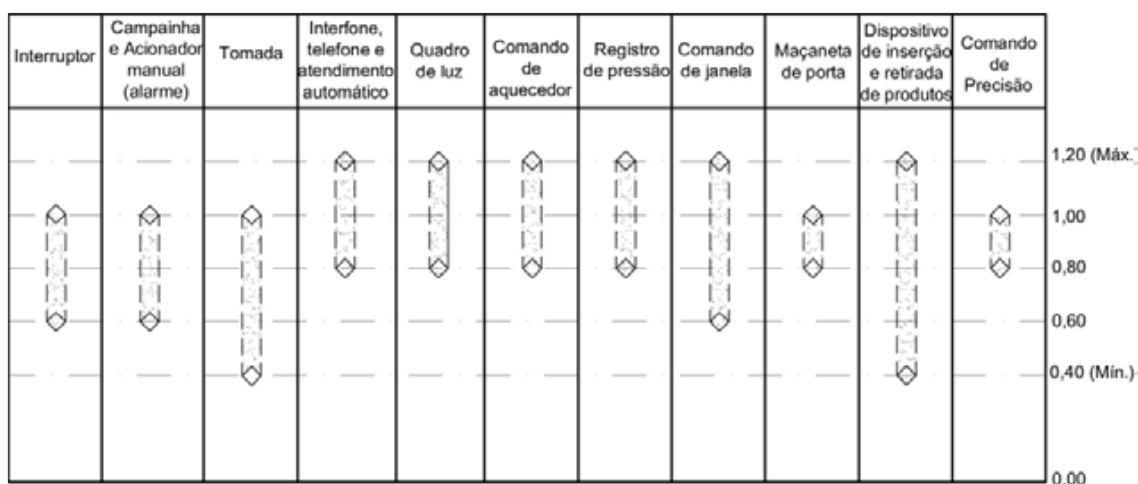 Interruptor
Campainha
e Acionador
manual
(alarme)
Tomada
Interfone,
telefone e
atendimento
automático
Quadro
de luz
Comando
de
aquecedor
Registro
de pressão
Comando
de janela
Maçaneta
de porta
Dispositivo
de inserção
e retirada
de produtos
Comando
de
Precisão
1,20 (Máx.)
1,00
0,80
0,60
0,40 (Mín.)
0,00